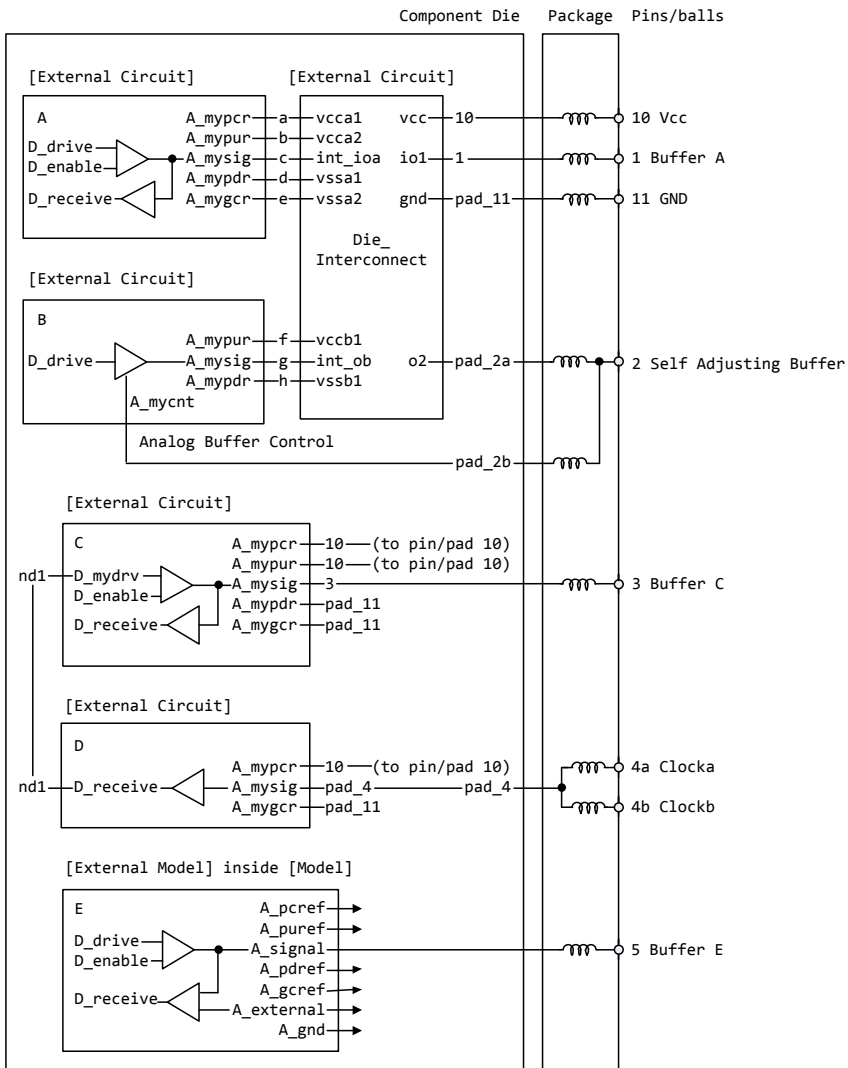 Component Die Package Pins/balls
[External Circuit] [External Circuit]
A A_mypcr a vcca1 vcc 10 10 Vcc
D_drive A_mypur b vcca2
D_enable A_mysig c int_ioa io1 1 1 Buffer A
A_mypdr d vssa1
D_receive A_mygcr e vssa2 gnd pad_11 11 GND
Die_
Interconnect
[External Circuit]
B
A_mypur f vccb1
D_drive A_mysig g int_ob o2 pad_2a 2 Self Adjusting Buffer
A_mypdr h vssb1
A_mycnt
Analog Buffer Control
pad_2b
[External Circuit]
C A_mypcr 10 (to pin/pad 10)
A_mypur 10 (to pin/pad 10)
nd1 D_mydrv A_mysig 3 3 Buffer C
D_enable
A_mypdr pad_11
D_receive A_mygcr pad_11
[External Circuit]
D
A_mypcr 10 (to pin/pad 10) 4a Clocka
nd1 D_receive A_mysig pad_4 pad_4
A_mygcr pad_11 4b Clockb
[External Model] inside [Model]
E A_pcref
A_puref
D_drive A_signal 5 Buffer E
D_enable
A_pdref
A_gcref
D_receive
A_external
A_gnd